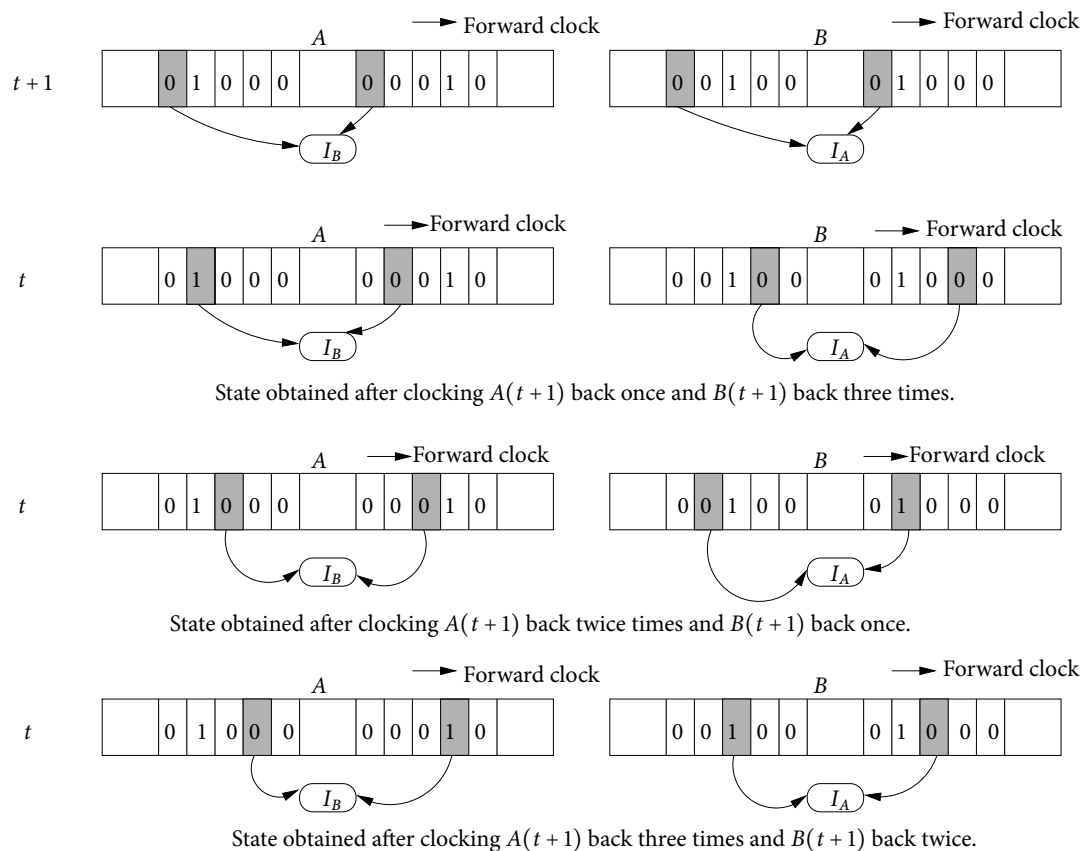 A → Forward clock B → Forward clock
t + 1 0 1 0 0 0 0 0 0 1 0 0 0 1 0 0 0 1 0 0 0
I_B I_A
A → Forward clock B → Forward clock
t 0 1 0 0 0 0 0 0 1 0 0 0 1 0 0 0 1 0 0 0
I_B I_A
State obtained after clocking A(t + 1) back once and B(t + 1) back three times.
A → Forward clock B → Forward clock
t 0 1 0 0 0 0 0 0 1 0 0 0 1 0 0 0 1 0 0 0
I_B I_A
State obtained after clocking A(t + 1) back twice times and B(t + 1) back once.
A → Forward clock B → Forward clock
t 0 1 0 0 0 0 0 0 1 0 0 0 1 0 0 0 1 0 0 0
I_B I_A
State obtained after clocking A(t + 1) back three times and B(t + 1) back twice.